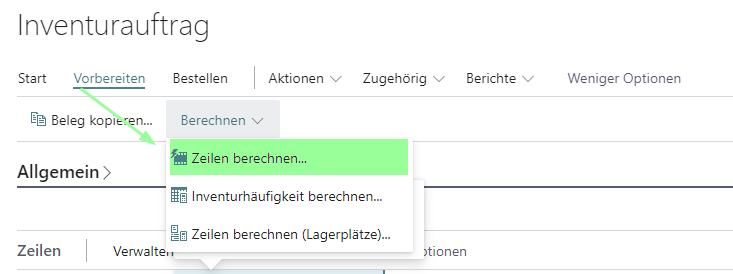 Inventurauftrag
Start Vorbereiten Bestellen Aktionen Zugehörig Berichte Weniger Optionen
Beleg kopieren... Berechnen
Zeilen berechnen...
Allgemein
Inventurhäufigkeit berechnen...
Zeilen berechnen (Lagerplätze)...
Zeilen Verwalten